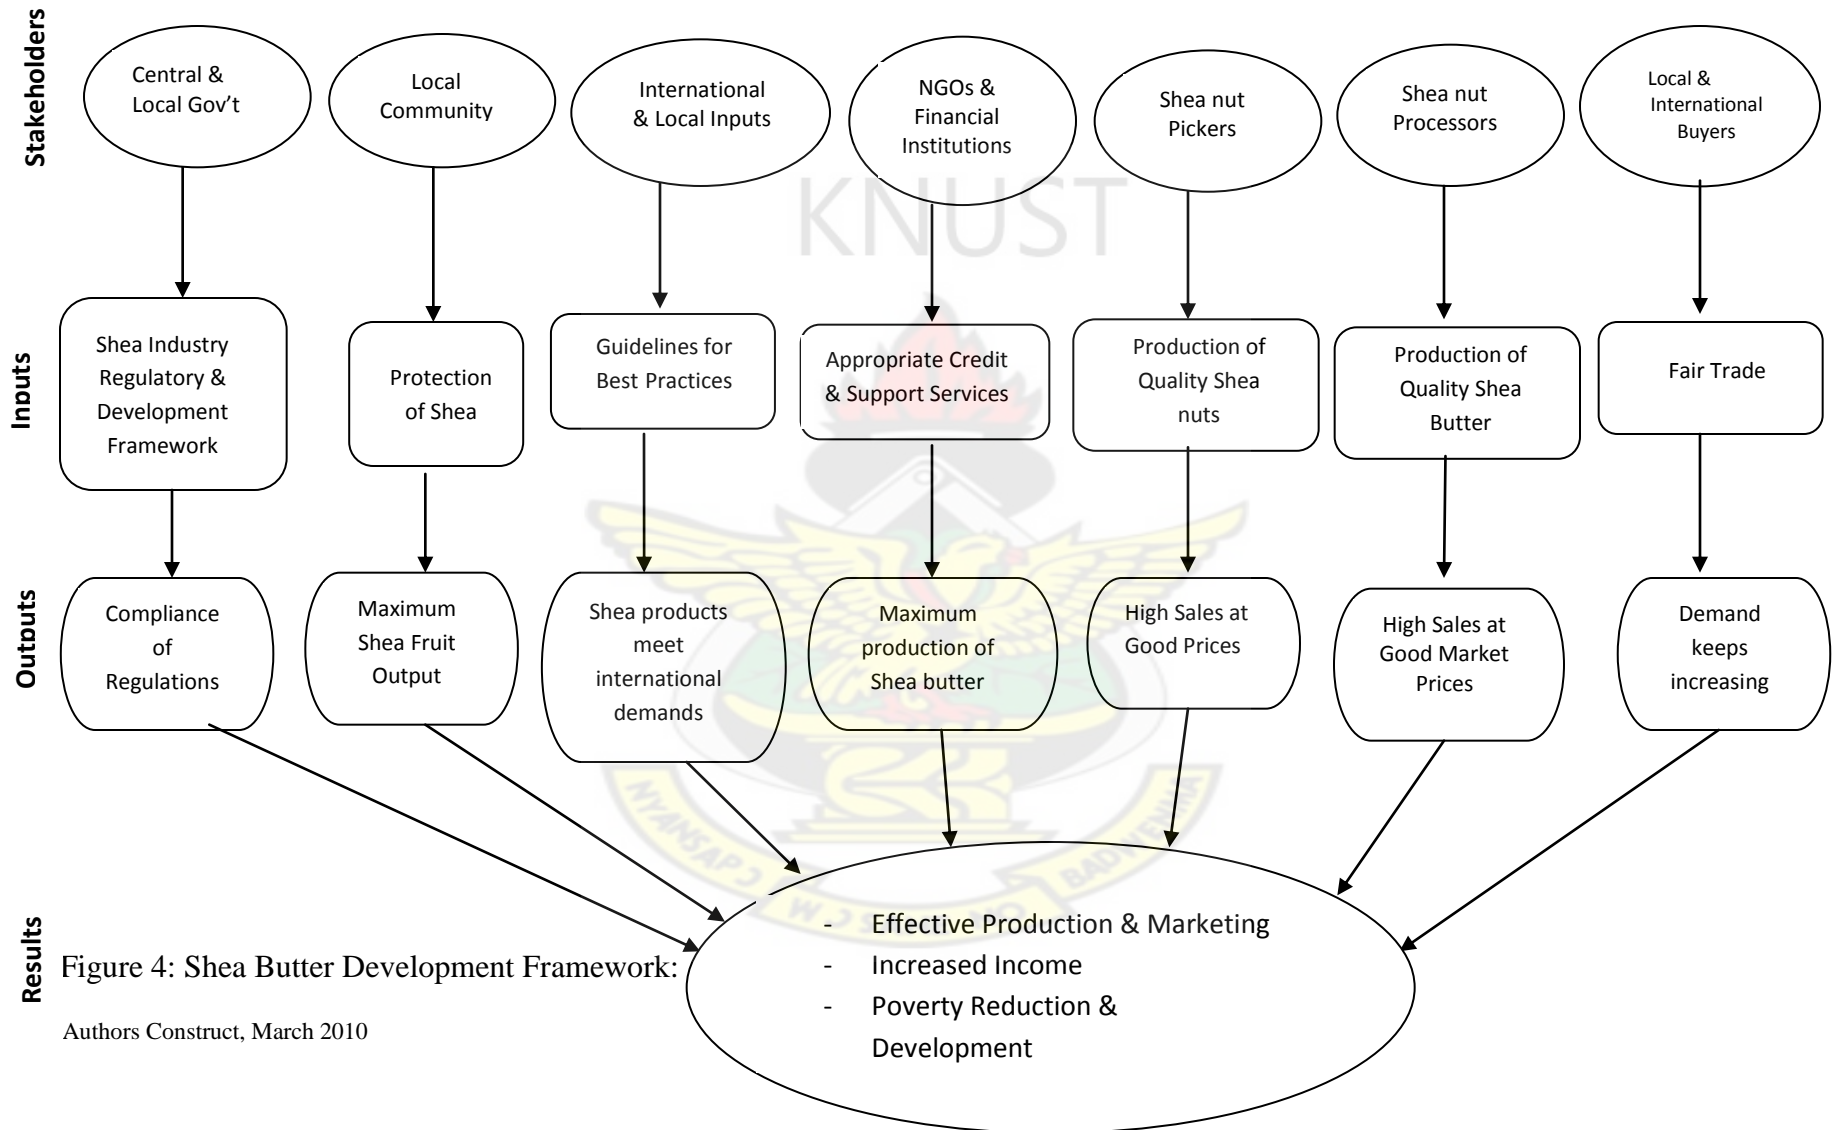 Stakeholders
Central &
Local Gov’t
Local
Community
International
& Local Inputs
NGOs &
Financial
Institutions
Shea nut
Pickers
Shea nut
Processors
Local &
International
Buyers
KNUST
Inputs
Shea Industry
Regulatory &
Development
Framework
Protection
of Shea
Guidelines for
Best Practices
Appropriate Credit
& Support Services
Production of
Quality Shea
nuts
Production of
Quality Shea
Butter
Fair Trade
Outputs
Compliance
of
Regulations
Maximum
Shea Fruit
Output
Shea products
meet
international
demands
Maximum
production of
Shea butter
High Sales at
Good Prices
High Sales at
Good Market
Prices
Demand
keeps
increasing
NYANSAPƆ
BADWENMA
Results
- Effective Production & Marketing
- Increased Income
- Poverty Reduction &
Development
Figure 4: Shea Butter Development Framework:
Authors Construct, March 2010